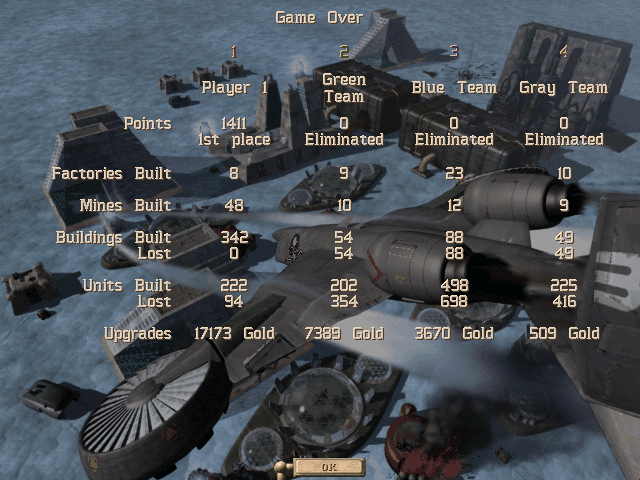 Game Over
1 2 3 4
Player 1 Green Team Blue Team Gray Team
Points 1411 0 0 0
1st place Eliminated Eliminated Eliminated
Factories Built 8 9 23 10
Mines Built 48 10 12 9
Buildings Built 342 54 88 49
Lost 0 54 88 49
Units Built 222 202 498 225
Lost 94 354 698 416
Upgrades 17173 Gold 7389 Gold 3670 Gold 509 Gold
OK